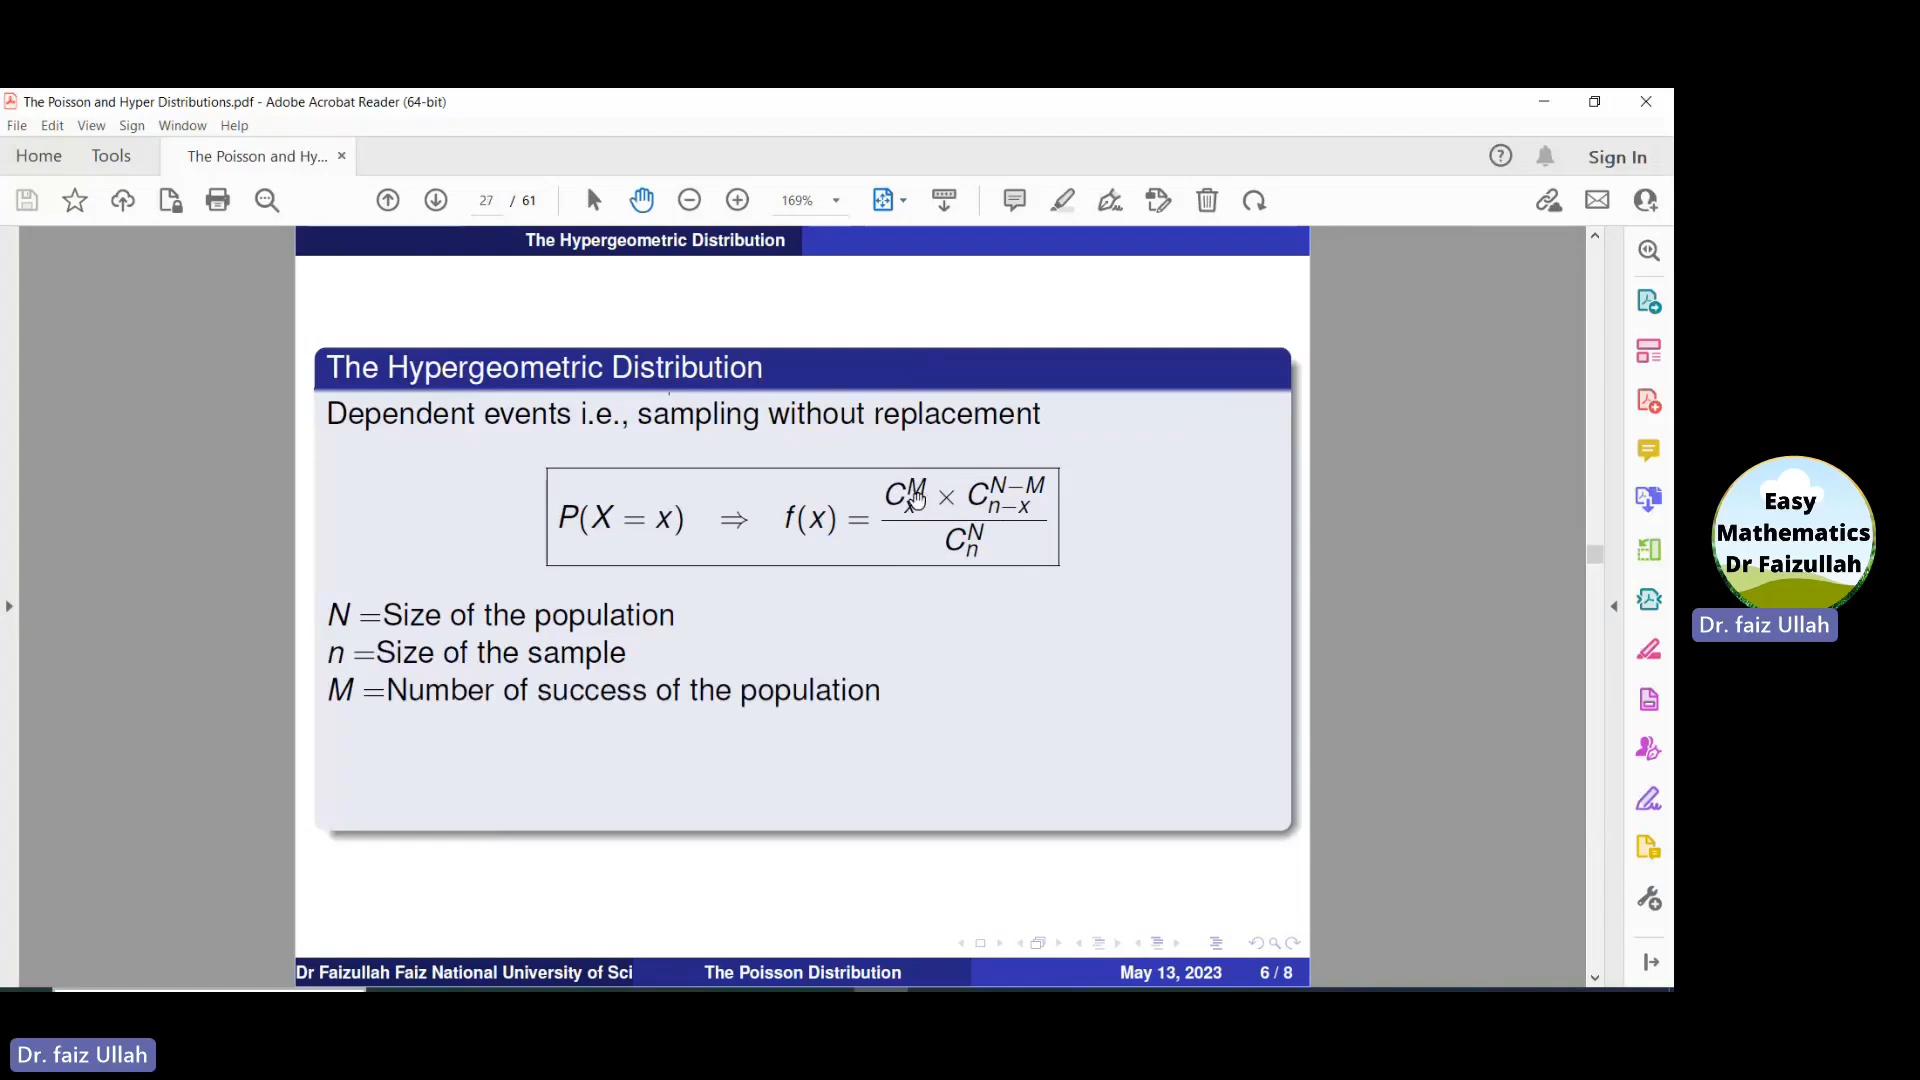 The Poisson and Hyper Distributions.pdf - Adobe Acrobat Reader (64-bit)
File Edit View Sign Window Help
Home Tools The Poisson and Hy... × Sign In
27 / 61 169%
The Hypergeometric Distribution
The Hypergeometric Distribution
Dependent events i.e., sampling without replacement
P(X = x) ⇒ f(x) = \frac{C_x^M × C_{n-x}^{N-M}}{C_n^N}
N =Size of the population
n =Size of the sample
M =Number of success of the population
Dr Faizullah Faiz National University of Sci The Poisson Distribution May 13, 2023 6 / 8
Easy
Mathematics
Dr Faizullah
Dr. faiz Ullah
Dr. faiz Ullah